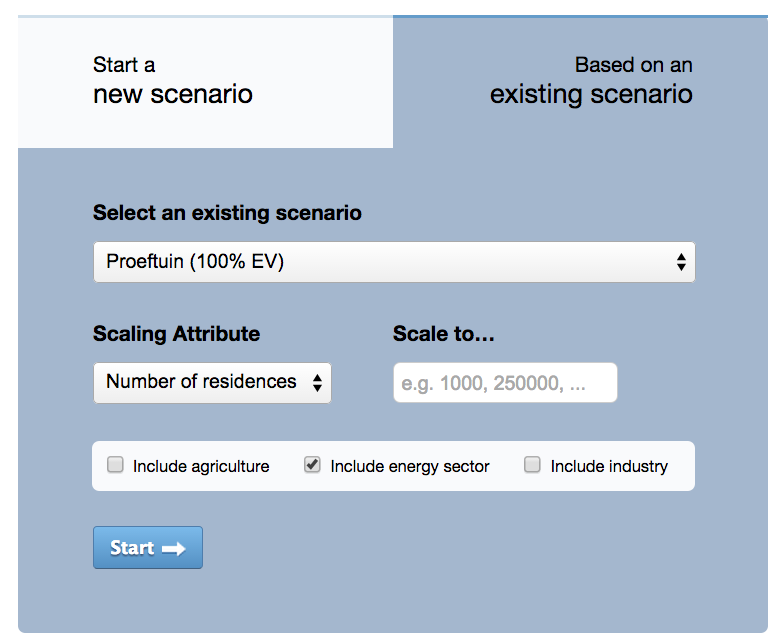 Start a
new scenario
Based on an
existing scenario
Select an existing scenario
Proeftuin (100% EV)
Scaling Attribute
Scale to...
Number of residences
e.g. 1000, 250000, ...
Include agriculture
Include energy sector
Include industry
Start